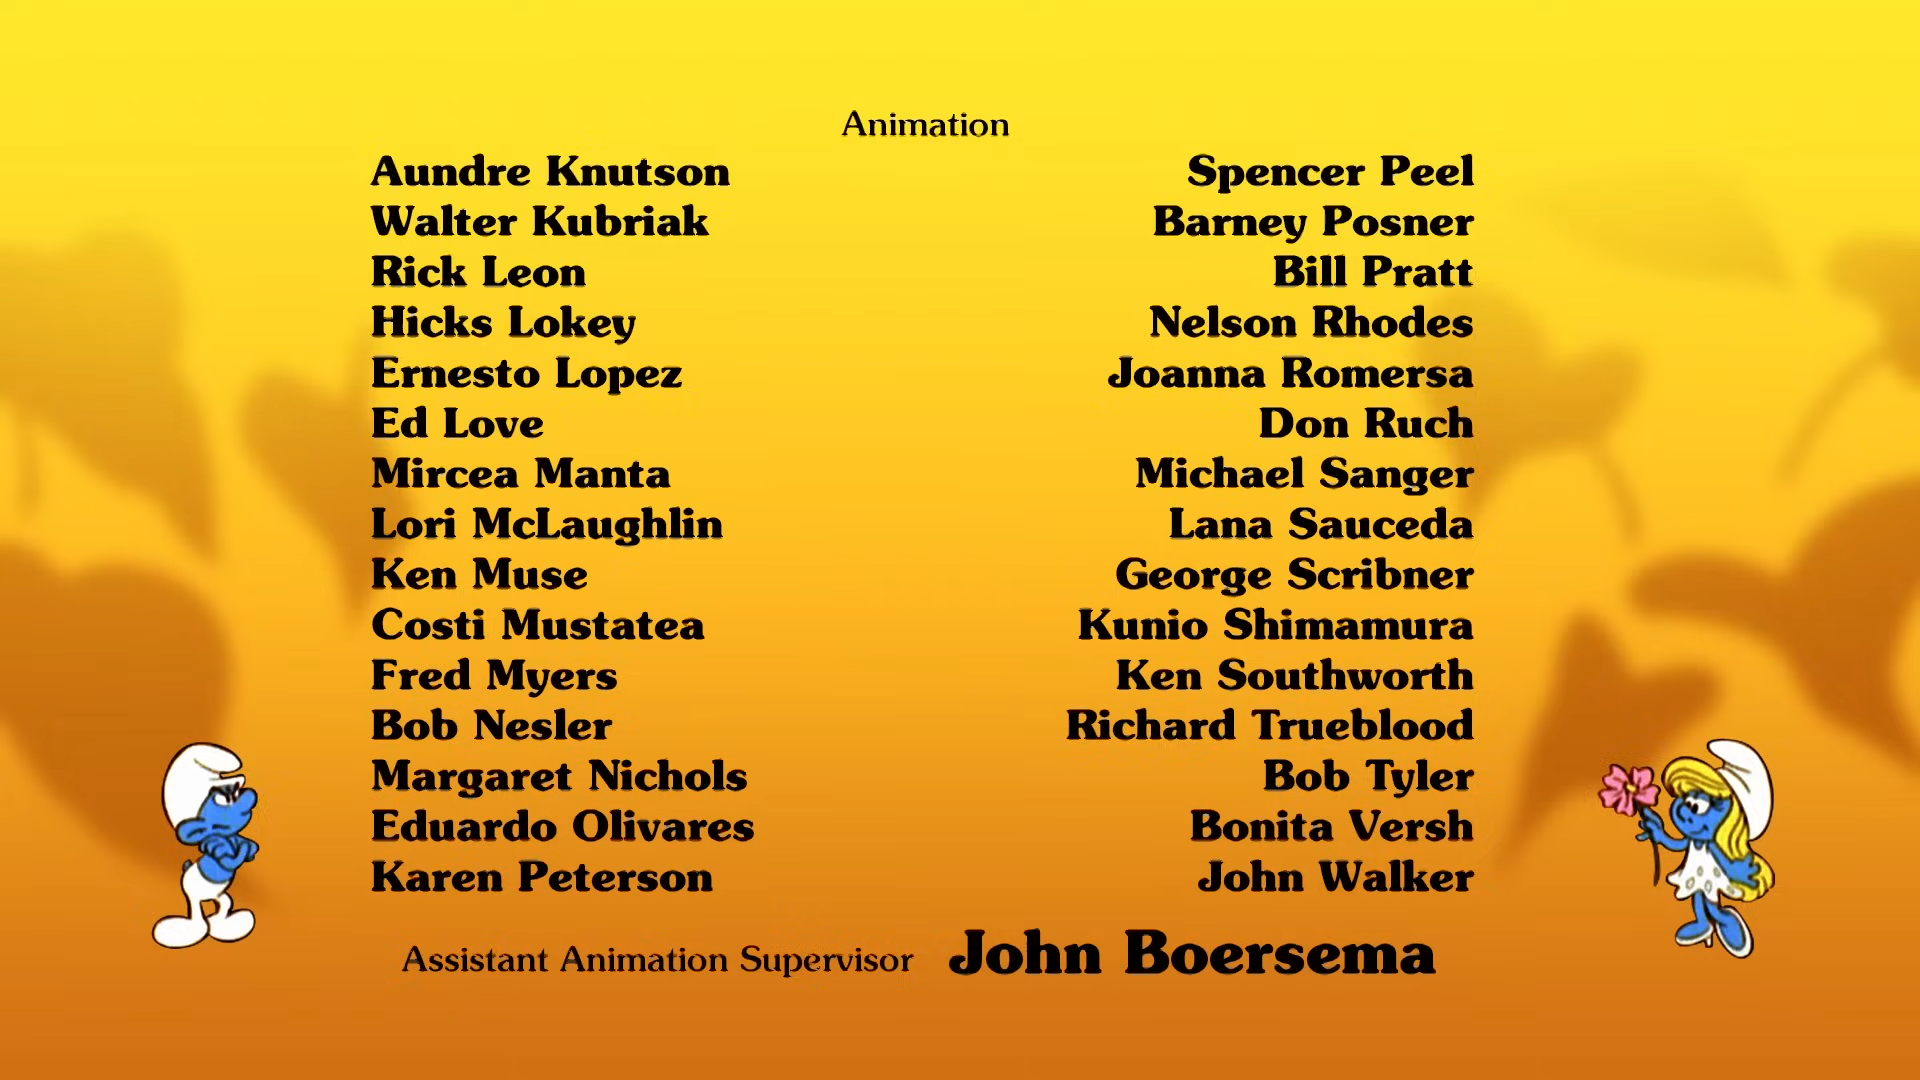 Animation
Aundre Knutson
Walter Kubriak
Rick Leon
Hicks Lokey
Ernesto Lopez
Ed Love
Mircea Manta
Lori McLaughlin
Ken Muse
Costi Mustatea
Fred Myers
Bob Nesler
Margaret Nichols
Eduardo Olivares
Karen Peterson
Spencer Peel
Barney Posner
Bill Pratt
Nelson Rhodes
Joanna Romersa
Don Ruch
Michael Sanger
Lana Sauceda
George Scribner
Kunio Shimamura
Ken Southworth
Richard Trueblood
Bob Tyler
Bonita Versh
John Walker
Assistant Animation Supervisor John Boersema